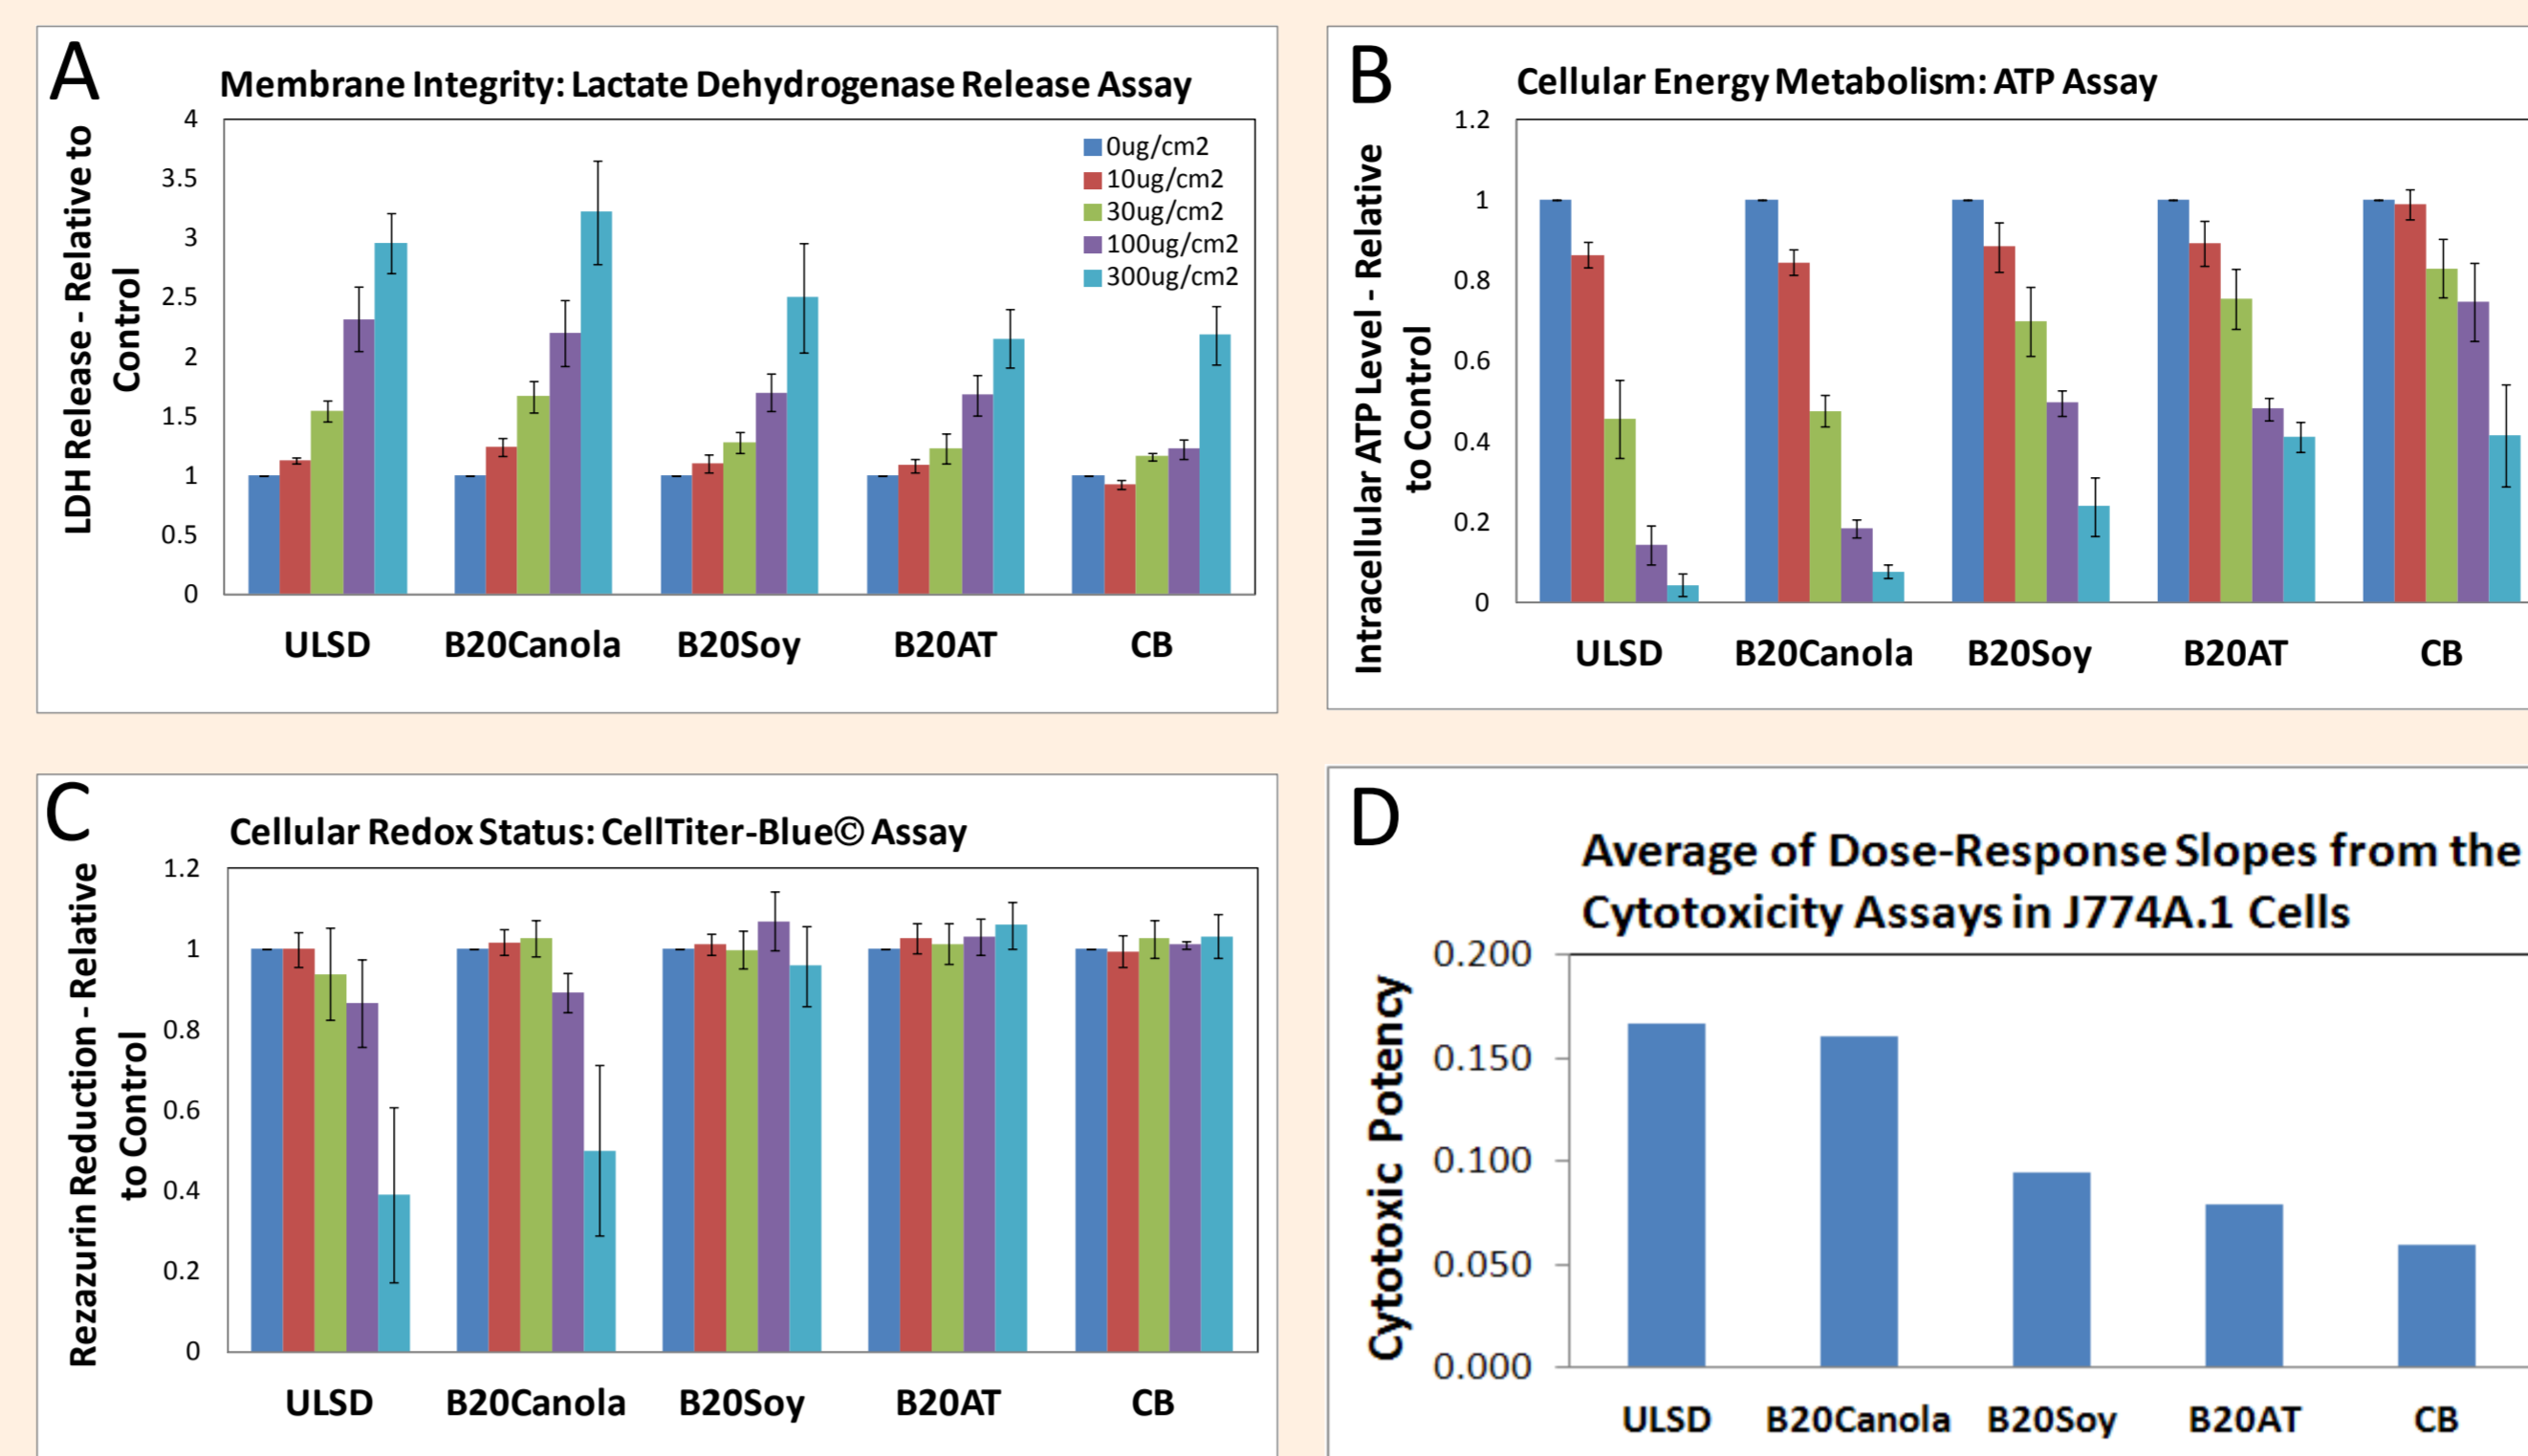 A
Membrane Integrity: Lactate Dehydrogenase Release Assay
LDH Release - Relative to
Control
4
3.5
3
2.5
2
1.5
1
0.5
0
0ug/cm2
10ug/cm2
30ug/cm2
100ug/cm2
300ug/cm2
ULSD B20Canola B20Soy B20AT CB
B
Cellular Energy Metabolism: ATP Assay
Intracellular ATP Level - Relative
to Control
1.2
1
0.8
0.6
0.4
0.2
0
ULSD B20Canola B20Soy B20AT CB
C
Cellular Redox Status: CellTiter-Blue© Assay
Rezazurin Reduction - Relative
to Control
1.2
1
0.8
0.6
0.4
0.2
0
ULSD B20Canola B20Soy B20AT CB
D
Average of Dose-Response Slopes from the
Cytotoxicity Assays in J774A.1 Cells
Cytotoxic Potency
0.200
0.150
0.100
0.050
0.000
ULSD B20Canola B20Soy B20AT CB